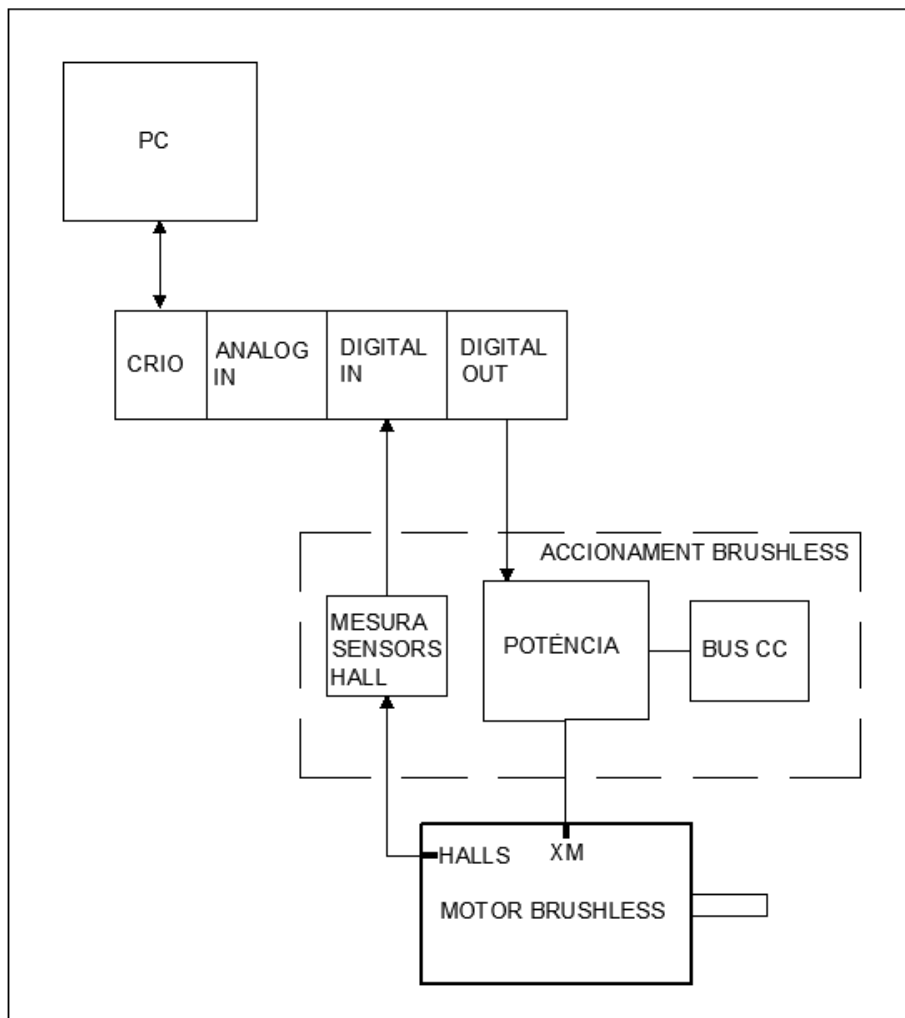 PC
CRIO
ANALOG
IN
DIGITAL
IN
DIGITAL
OUT
ACCIONAMENT BRUSHLESS
MESURA
SENSORS
HALL
POTÈNCIA
BUS CC
HALLS
XM
MOTOR BRUSHLESS